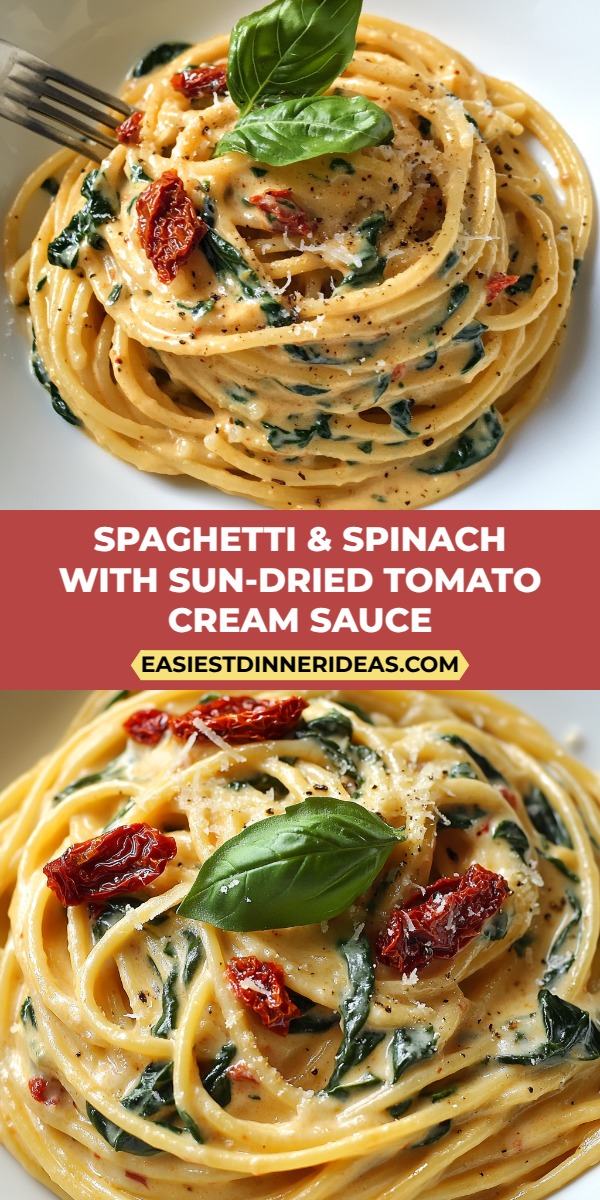 SPAGHETTI & SPINACH
WITH SUN-DRIED TOMATO
CREAM SAUCE
EASIESTDINNERIDEAS.COM